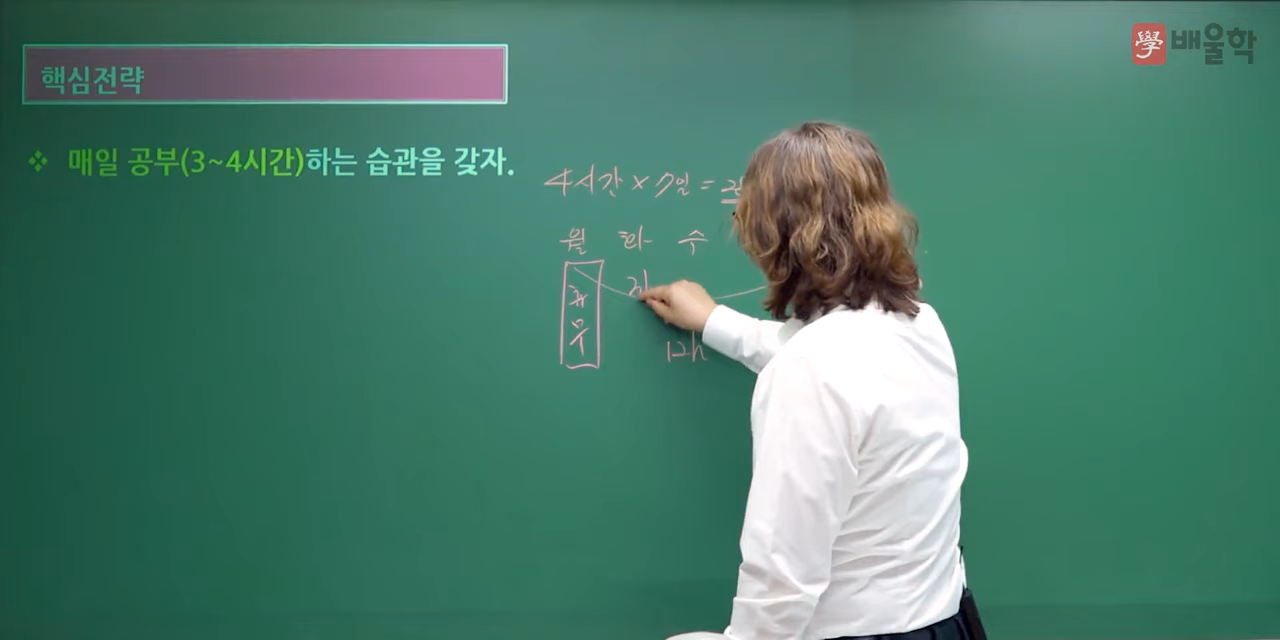 學 배울학
핵심전략
❖ 매일 공부(3~4시간)하는 습관을 갖자.
4시간 × 7일 =
월 화 수
휴
무
12h